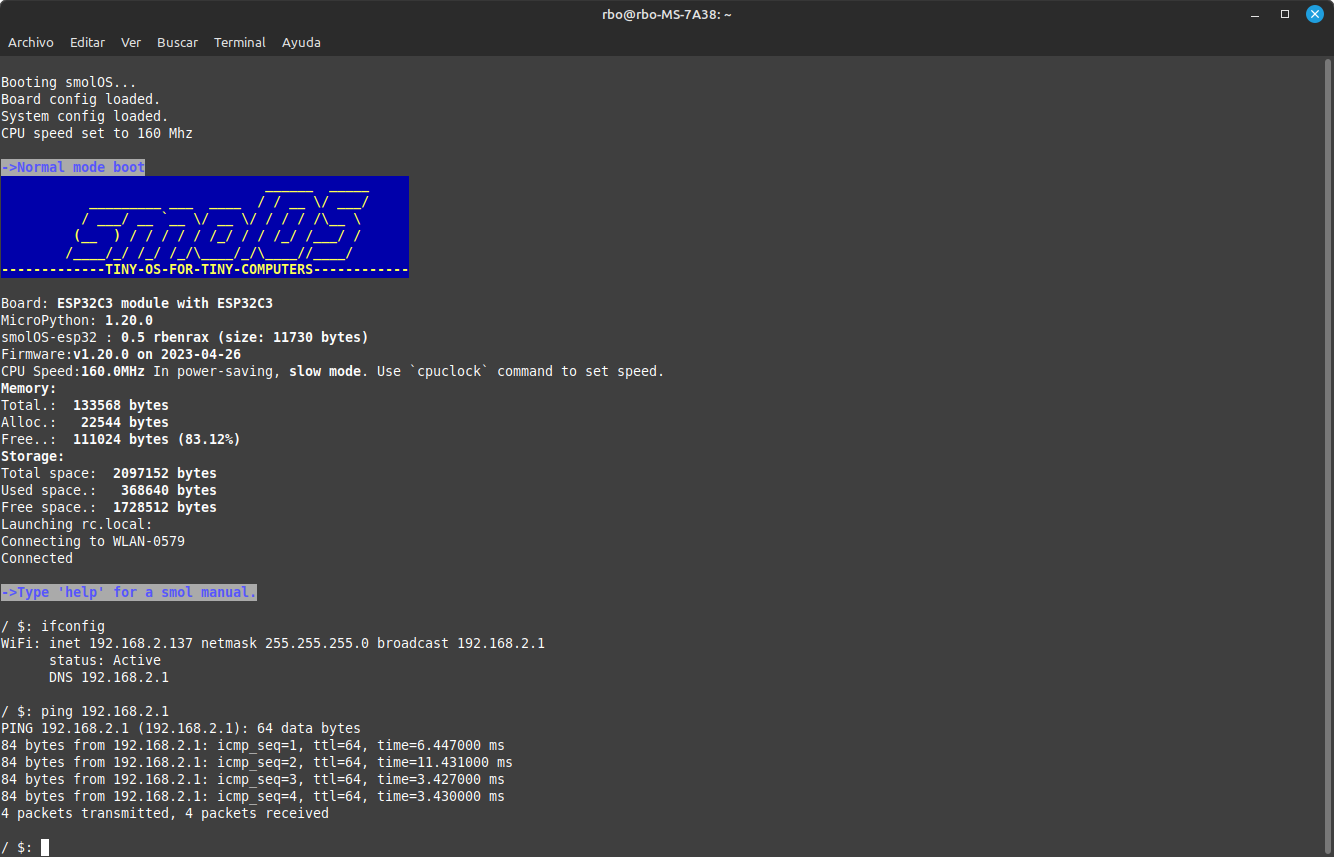 rbo@rbo-MS-7A38: ~
Archivo Editar Ver Buscar Terminal Ayuda
Booting smolOS...
Board config loaded.
System config loaded.
CPU speed set to 160 Mhz
->Normal mode boot
smolOS
-------------TINY-OS-FOR-TINY-COMPUTERS------------
Board: ESP32C3 module with ESP32C3
MicroPython: 1.20.0
smolOS-esp32 : 0.5 rbenrax (size: 11730 bytes)
Firmware:v1.20.0 on 2023-04-26
CPU Speed:160.0MHz In power-saving, slow mode. Use `cpuclock` command to set speed.
Memory:
Total.:  133568 bytes
Alloc.:   22544 bytes
Free..:  111024 bytes (83.12%)
Storage:
Total space:  2097152 bytes
Used space.:   368640 bytes
Free space.:  1728512 bytes
Launching rc.local:
Connecting to WLAN-0579
Connected
->Type 'help' for a smol manual.
/ $: ifconfig
WiFi: inet 192.168.2.137 netmask 255.255.255.0 broadcast 192.168.2.1
status: Active
DNS 192.168.2.1
/ $: ping 192.168.2.1
PING 192.168.2.1 (192.168.2.1): 64 data bytes
84 bytes from 192.168.2.1: icmp_seq=1, ttl=64, time=6.447000 ms
84 bytes from 192.168.2.1: icmp_seq=2, ttl=64, time=11.431000 ms
84 bytes from 192.168.2.1: icmp_seq=3, ttl=64, time=3.427000 ms
84 bytes from 192.168.2.1: icmp_seq=4, ttl=64, time=3.430000 ms
4 packets transmitted, 4 packets received
/ $: